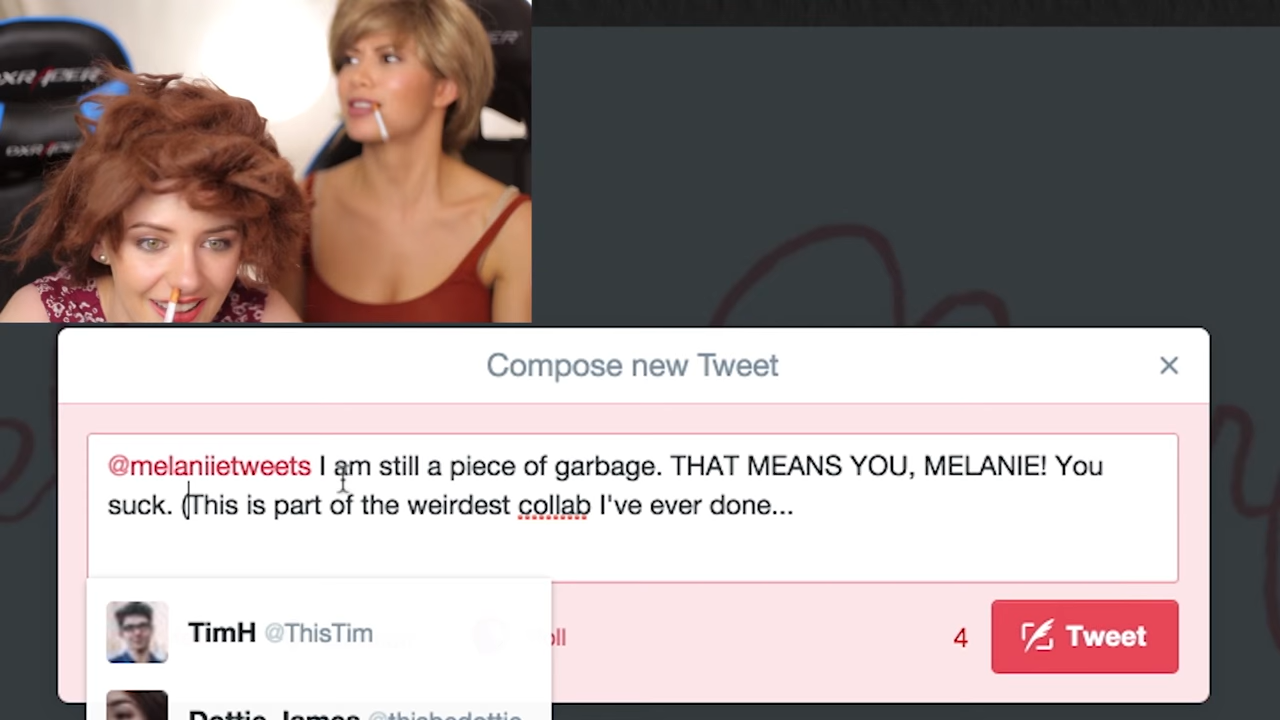 Compose new Tweet
@melaniietweets I am still a piece of garbage. THAT MEANS YOU, MELANIE! You
suck. (This is part of the weirdest collab I've ever done...
TimH @ThisTim
4
Tweet